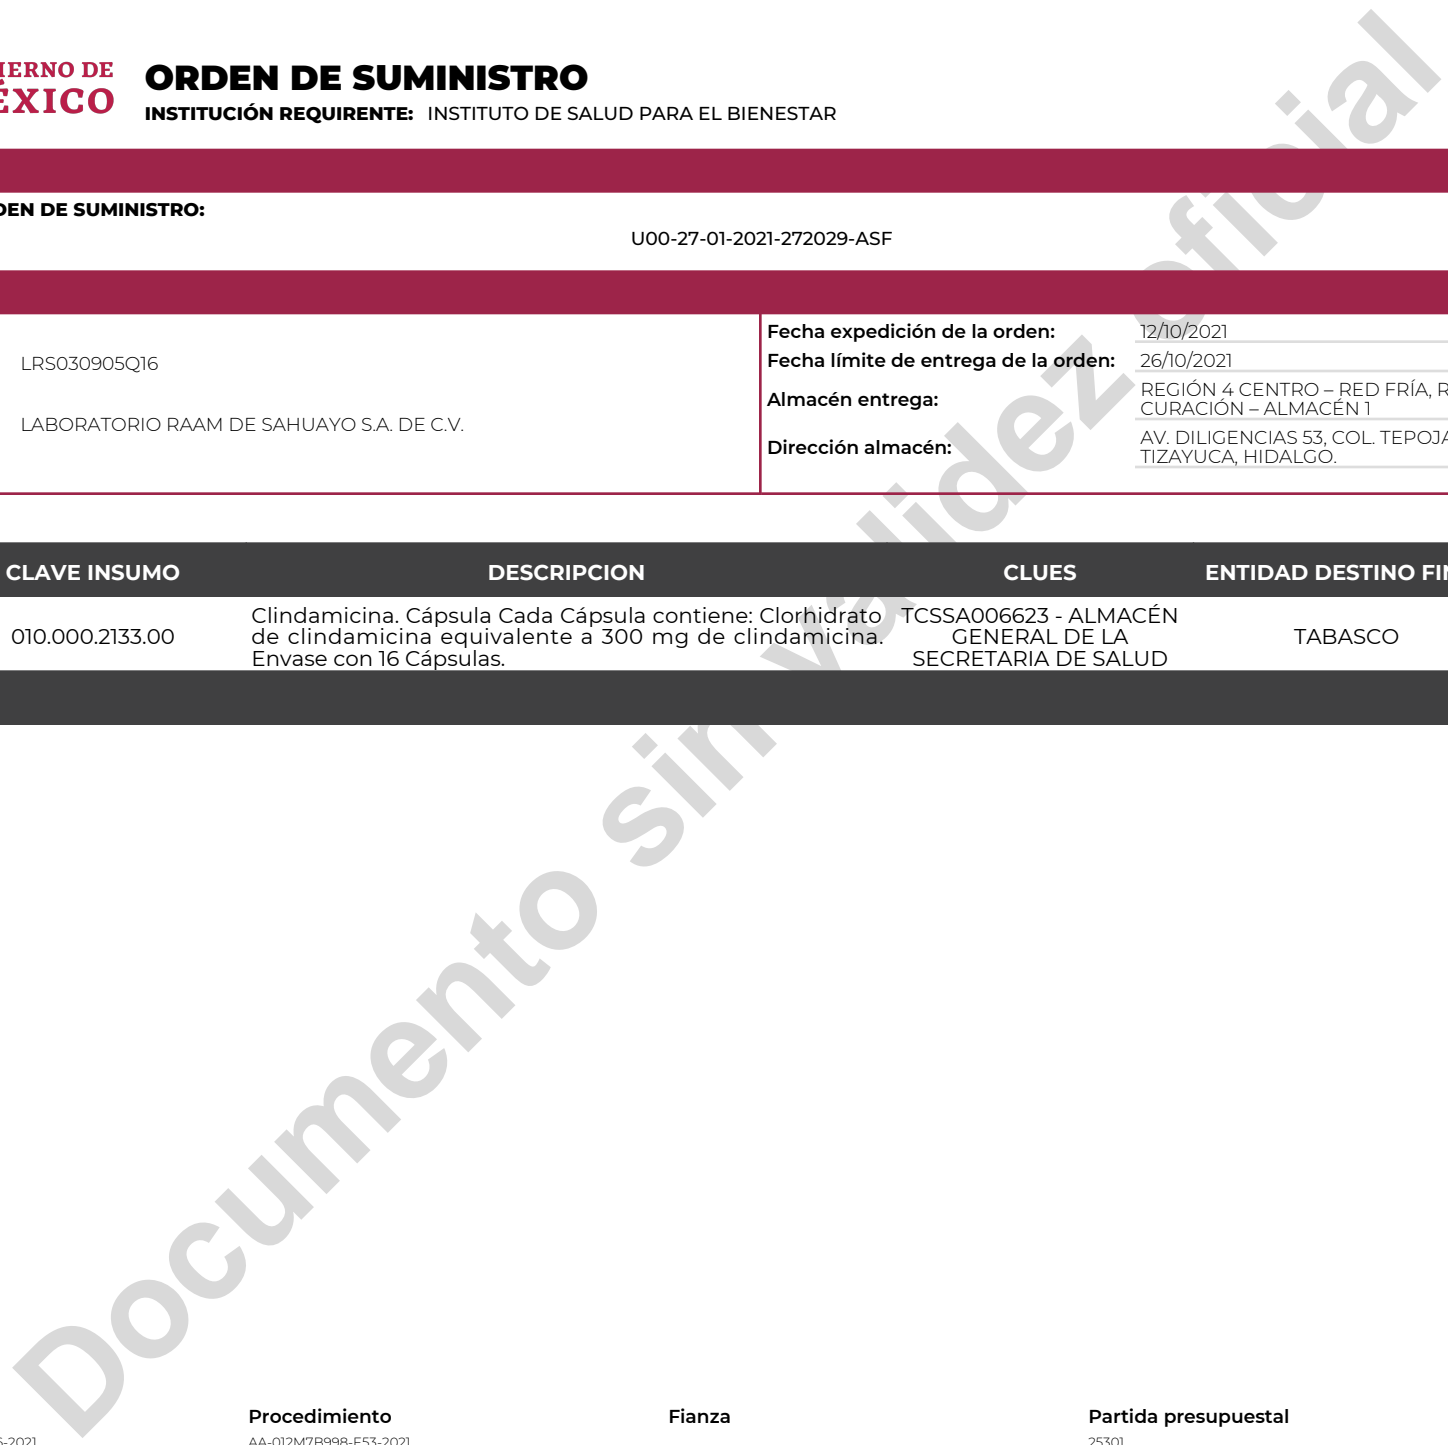 IERNO DE
ÉXICO
ORDEN DE SUMINISTRO
INSTITUCIÓN REQUIRENTE: INSTITUTO DE SALUD PARA EL BIENESTAR
DEN DE SUMINISTRO:
U00-27-01-2021-272029-ASF
LRS030905Q16
LABORATORIO RAAM DE SAHUAYO S.A. DE C.V.
Fecha expedición de la orden: 12/10/2021
Fecha límite de entrega de la orden: 26/10/2021
Almacén entrega: REGIÓN 4 CENTRO – RED FRÍA, R
CURACIÓN – ALMACÉN 1
Dirección almacén: AV. DILIGENCIAS 53, COL. TEPOJA
TIZAYUCA, HIDALGO.
CLAVE INSUMO DESCRIPCION CLUES ENTIDAD DESTINO FIN
010.000.2133.00
Clindamicina. Cápsula Cada Cápsula contiene: Clorhidrato
de clindamicina equivalente a 300 mg de clindamicina.
Envase con 16 Cápsulas.
TCSSA006623 - ALMACÉN
GENERAL DE LA
SECRETARIA DE SALUD
TABASCO
Documento sin validez oficial
Procedimiento Fianza Partida presupuestal
6-2021 AA-012M7B998-E53-2021 25301